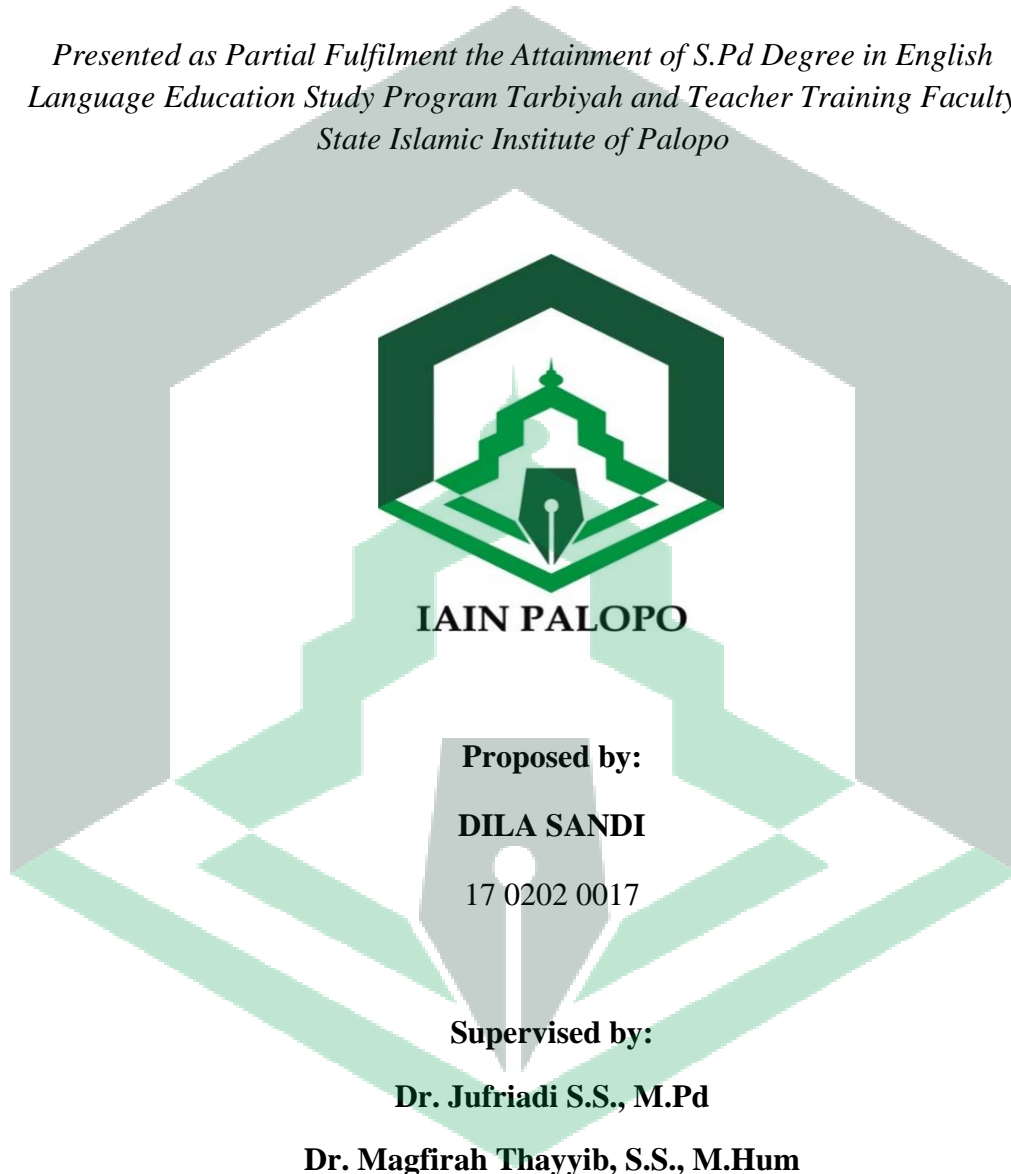 Presented as Partial Fulfilment the Attainment of S.Pd Degree in English
Language Education Study Program Tarbiyah and Teacher Training Faculty
State Islamic Institute of Palopo
IAIN PALOPO
Proposed by:
DILA SANDI
17 0202 0017
Supervised by:
Dr. Jufriadi S.S., M.Pd
Dr. Magfirah Thayyib, S.S., M.Hum